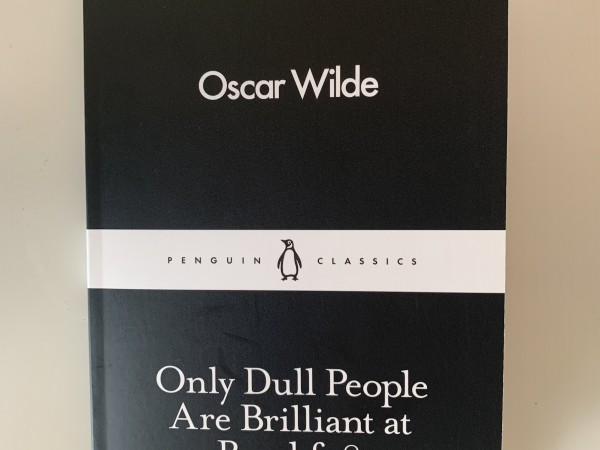 Oscar Wilde
PENGUIN CLASSICS
Only Dull People
Are Brilliant at